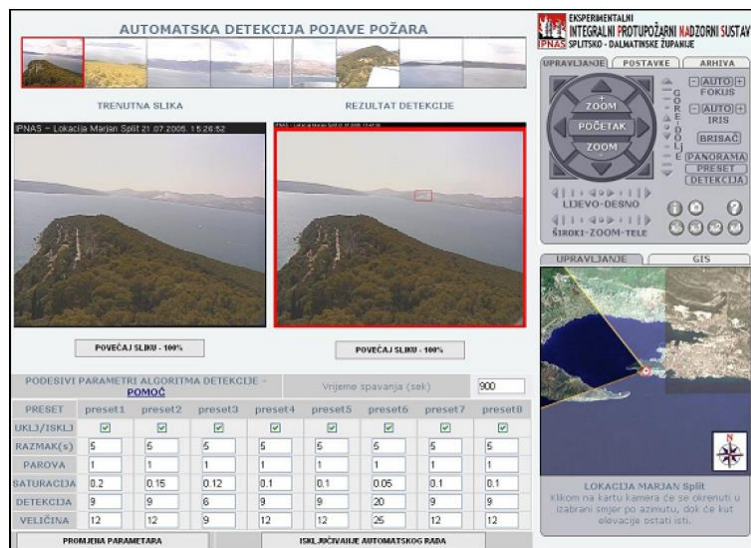 AUTOMATSKA DETEKCIJA POJAVE POŽARA
TRENUTNA SLIKA
REZULTAT DETEKCIJE
IPNAS - Lokacija Marjan Split 21.07.2005. 15:26:52
POVEĆAJ SLIKU - 100%
POVEĆAJ SLIKU - 100%
PODESIVI PARAMETRI ALGORITMA DETEKCIJE - POMOĆ
Vrijeme spavanja (sek) 900
PRESET preset1 preset2 preset3 preset4 preset5 preset6 preset7 preset8
UKLJ/ISKLJ
RAZMAK(s) 5 5 5 5 5 5 5 5
PAROVA 1 1 1 1 1 1 1 1
SATURACIJA 0.2 0.15 0.12 0.1 0.1 0.05 0.1 0.1
DETEKCIJA 9 9 6 9 9 20 9 9
VELIČINA 12 12 9 12 12 25 12 12
PROMJENA PARAMETARA
ISKLJUČIVANJE AUTOMATSKOG RADA
EKSPERIMENTALNI
INTEGRALNI PROTUPOŽARNI NADZORNI SUSTAV
IPNAS SPLITSKO - DALMATINSKE ŽUPANIJE
UPRAVLJANJE POSTAVKE ARHIVA
+
ZOOM
POČETAK
ZOOM
-
GORE-DOLJE
- AUTO +
FOKUS
- AUTO +
IRIS
BRISAČ
PANORAMA
PRESET
DETEKCIJA
LIJEVO-DESNO
ŠIROKI-ZOOM-TELE
UPRAVLJANJE GIS
N
LOKACIJA MARJAN Split
Klikom na kartu kamera će se okrenuti u
izabrani smjer po azimutu, dok će kut
elevacije ostati isti.